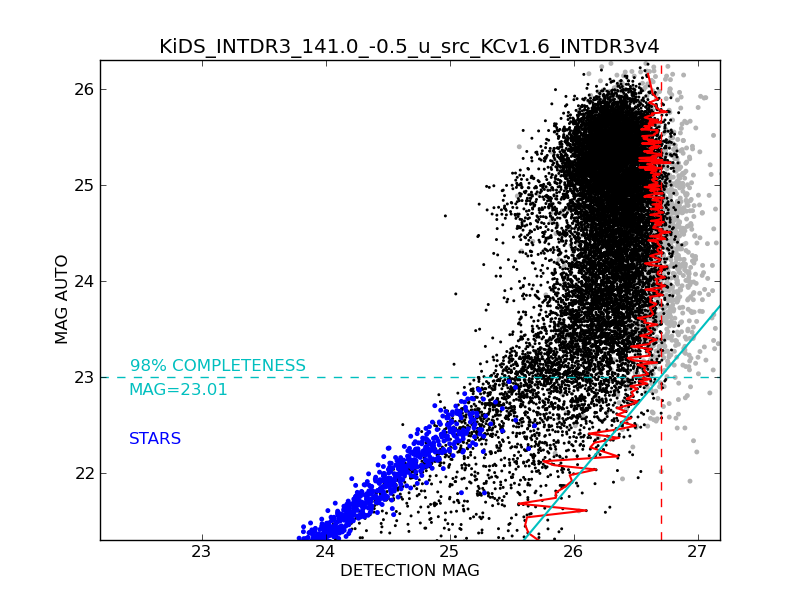 KiDS_INTDR3_141.0_-0.5_u_src_KCv1.6_INTDR3v4
26
25
24
23
22
MAG AUTO
98% COMPLETENESS
MAG=23.01
STARS
23 24 25 26 27
DETECTION MAG